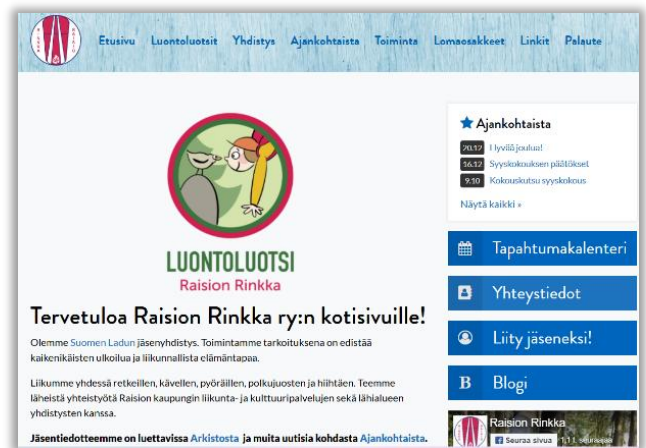 Etusivu Luontoluotsit Yhdistys Ajankohtaista Toiminta Lomaosakkeet Linkit Palaute
LUONTOLUOTSI
Raision Rinkka
Tervetuloa Raision Rinkka ry:n kotisivuille!
Olemme Suomen Ladun jäsenyhdistys. Toimintamme tarkoituksena on edistää
kaikenikäisten ulkoilua ja liikunnallista elämäntapaa.
Liikumme yhdessä retkeillen, kävellen, pyöräillen, polkujuosten ja hiihtäen. Teemme
läheistä yhteistyötä Raision kaupungin liikunta- ja kulttuuripalvelujen sekä lähialueen
yhdistysten kanssa.
Jäsentiedotteemme on luettavissa Arkistosta ja muita uutisia kohdasta Ajankohtaista.
Ajankohtaista
20.12 Hyvää joulua!
16.12 Syyskokouksen päätökset
9.10 Kokouskutsu syyskokous
Näytä kaikki »
Tapahtumakalenteri
Yhteystiedot
Liity jäseneksi!
B Blogi
Raision Rinkka
Seuraa sivua seuraajaa